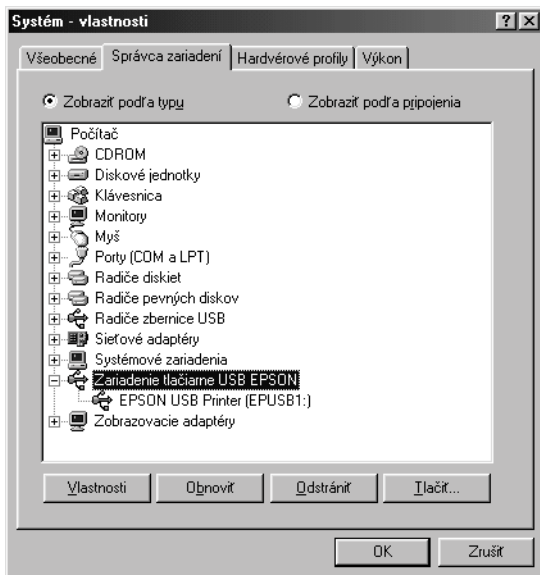 Systém - vlastnosti
Všeobecné Správca zariadení Hardvérové profily Výkon
Zobraziť podľa typu Zobraziť podľa pripojenia
Počítač
CDROM
Diskové jednotky
Klávesnica
Monitory
Myš
Porty (COM a LPT)
Radiče diskiet
Radiče pevných diskov
Radiče zbernice USB
Sieťové adaptéry
Systémové zariadenia
Zariadenie tlačiarne USB EPSON
EPSON USB Printer (EPUSB1:)
Zobrazovacie adaptéry
Vlastnosti Obnoviť Odstrániť Tlačiť...
OK Zrušiť